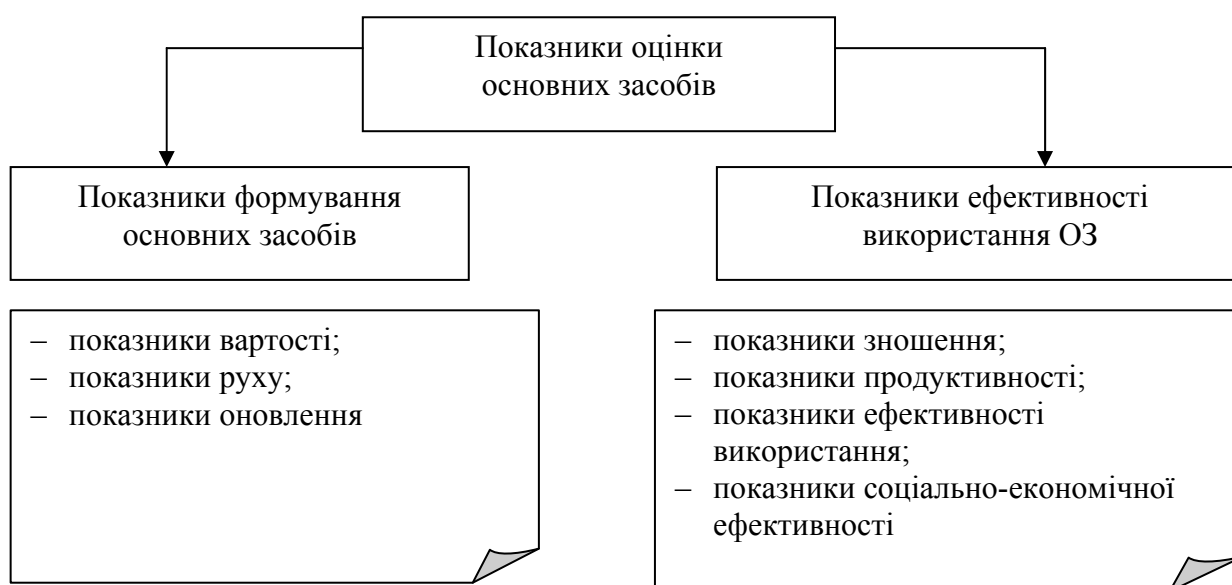 Показники оцінки
основних засобів
Показники формування
основних засобів
Показники ефективності
використання ОЗ
– показники вартості;
– показники руху;
– показники оновлення
– показники зношення;
– показники продуктивності;
– показники ефективності
використання;
– показники соціально-економічної
ефективності